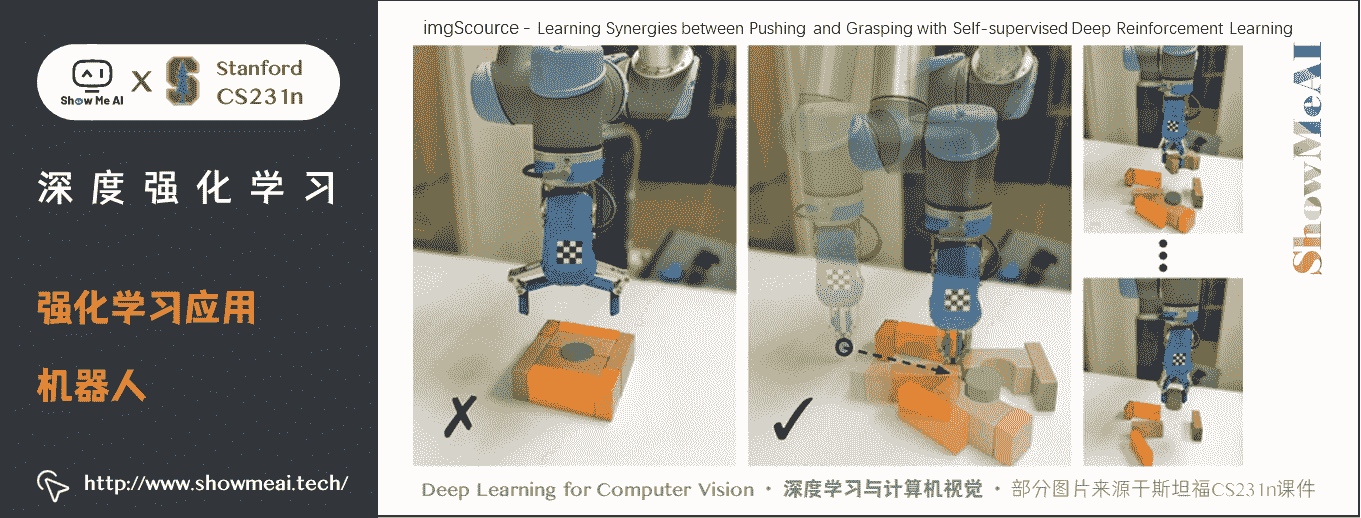 Show Me AI
X
Stanford
CS231n
深度强化学习
强化学习应用
机器人
http://www.showmeai.tech/
imgScource - Learning Synergies between Pushing and Grasping with Self-supervised Deep Reinforcement Learning
ShowMeAI
Deep Learning for Computer Vision · 深度学习与计算机视觉 · 部分图片来源于斯坦福CS231n课件